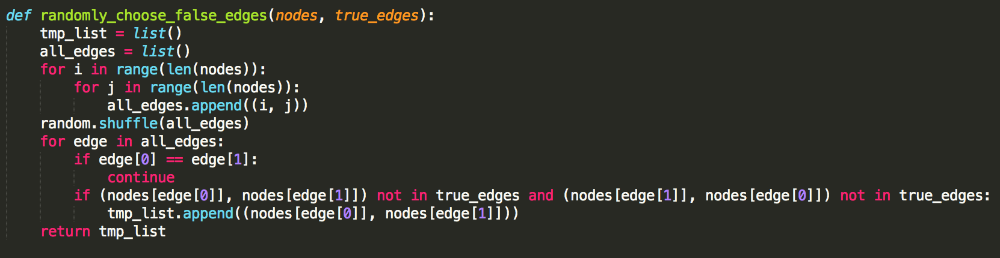 def randomly_choose_false_edges(nodes, true_edges):
    tmp_list = list()
    all_edges = list()
    for i in range(len(nodes)):
        for j in range(len(nodes)):
            all_edges.append((i, j))
    random.shuffle(all_edges)
    for edge in all_edges:
        if edge[0] == edge[1]:
            continue
        if (nodes[edge[0]], nodes[edge[1]]) not in true_edges and (nodes[edge[1]], nodes[edge[0]]) not in true_edges:
            tmp_list.append((nodes[edge[0]], nodes[edge[1]]))
    return tmp_list